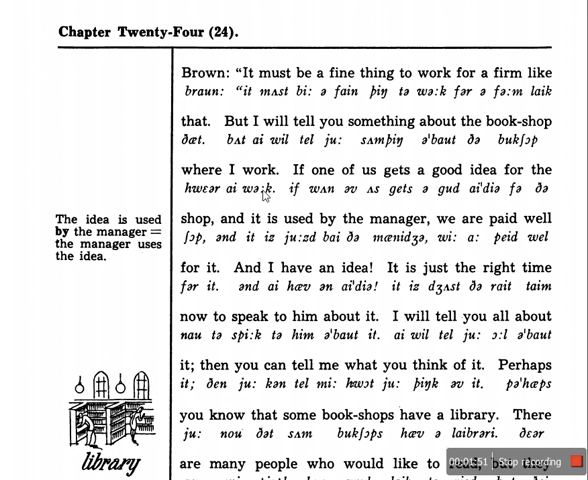 Chapter Twenty-Four (24).
Brown: “It must be a fine thing to work for a firm like
braun: “it mʌst bi: ə fain þiŋ tə wə:k fər ə fə:m laik
that. But I will tell you something about the book-shop
ðæt. bʌt ai wil tel ju: sʌmþiŋ ə'baut ðə bukʃɔp
where I work. If one of us gets a good idea for the
hwɛər ai wə:k. if wʌn əv ʌs gets ə gud ai'diə fə ðə
shop, and it is used by the manager, we are paid well
ʃɔp, ənd it iz ju:zd bai ðə mænidʒə, wi: a: peid wel
for it. And I have an idea! It is just the right time
fər it. ənd ai hæv ən ai'diə! it iz dʒʌst ðə rait taim
now to speak to him about it. I will tell you all about
nau tə spi:k tə him ə'baut it. ai wil tel ju: ɔ:l ə'baut
it; then you can tell me what you think of it. Perhaps
it; ðen ju: kən tel mi: hwɔt ju: þiŋk əv it. pə'hæps
you know that some book-shops have a library. There
ju: nou ðət sʌm bukʃɔps hæv ə laibrəri. ðɛər
are many people who would like to read, but they
The idea is used
by the manager =
the manager uses
the idea.
library
00:01:51 Stop recording